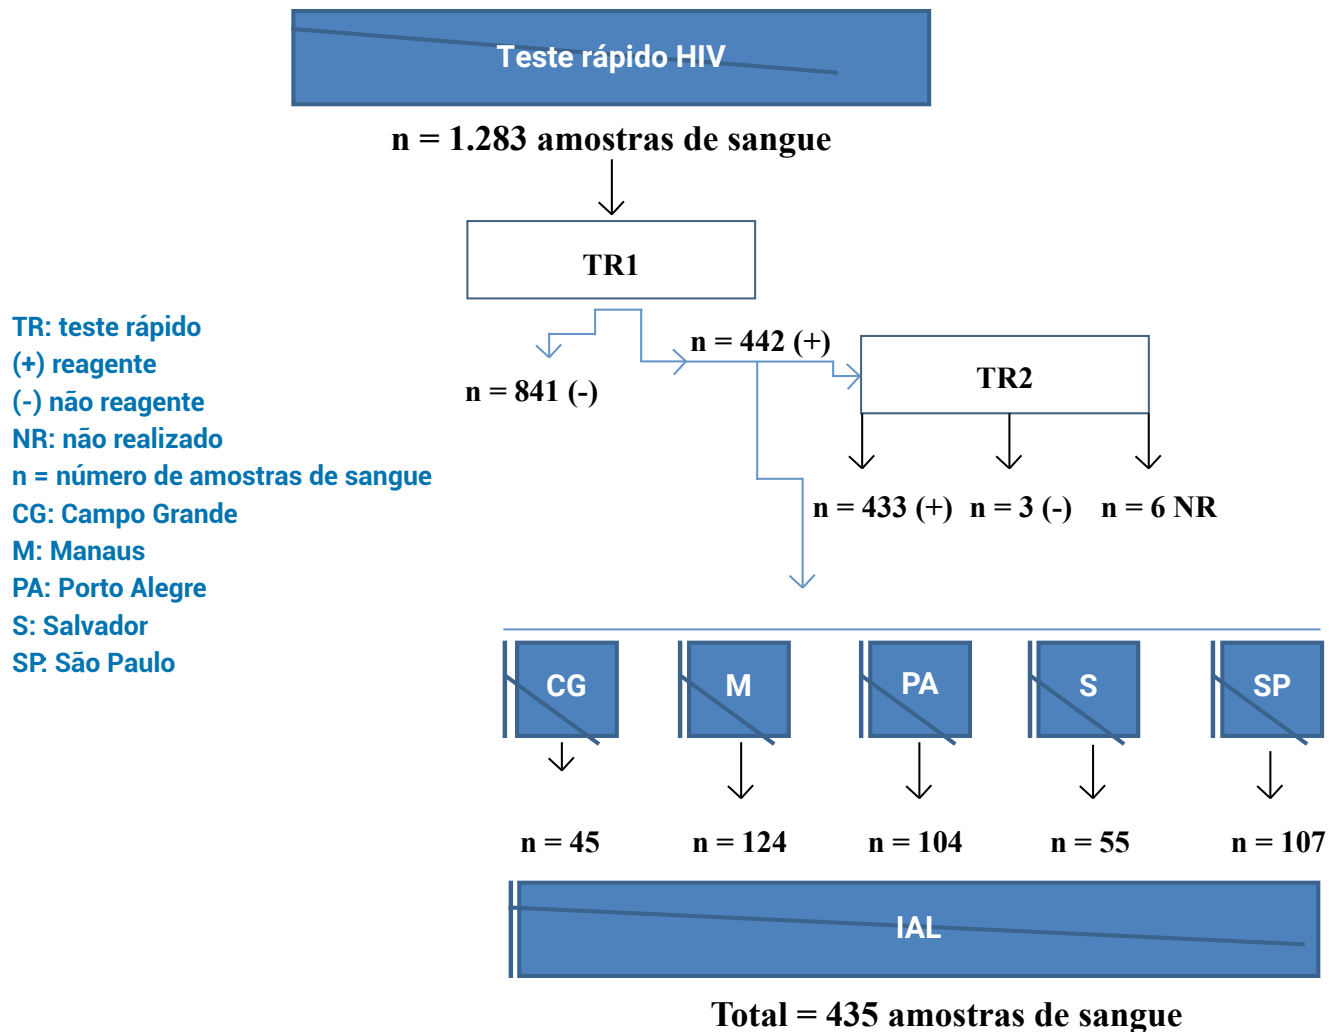 Teste rápido HIV
n = 1.283 amostras de sangue
TR1
n = 442 (+)
n = 841 (-)
TR2
n = 433 (+) n = 3 (-) n = 6 NR
TR: teste rápido
(+) reagente
(-) não reagente
NR: não realizado
n = número de amostras de sangue
CG: Campo Grande
M: Manaus
PA: Porto Alegre
S: Salvador
SP: São Paulo
CG M PA S SP
n = 45 n = 124 n = 104 n = 55 n = 107
IAL
Total = 435 amostras de sangue